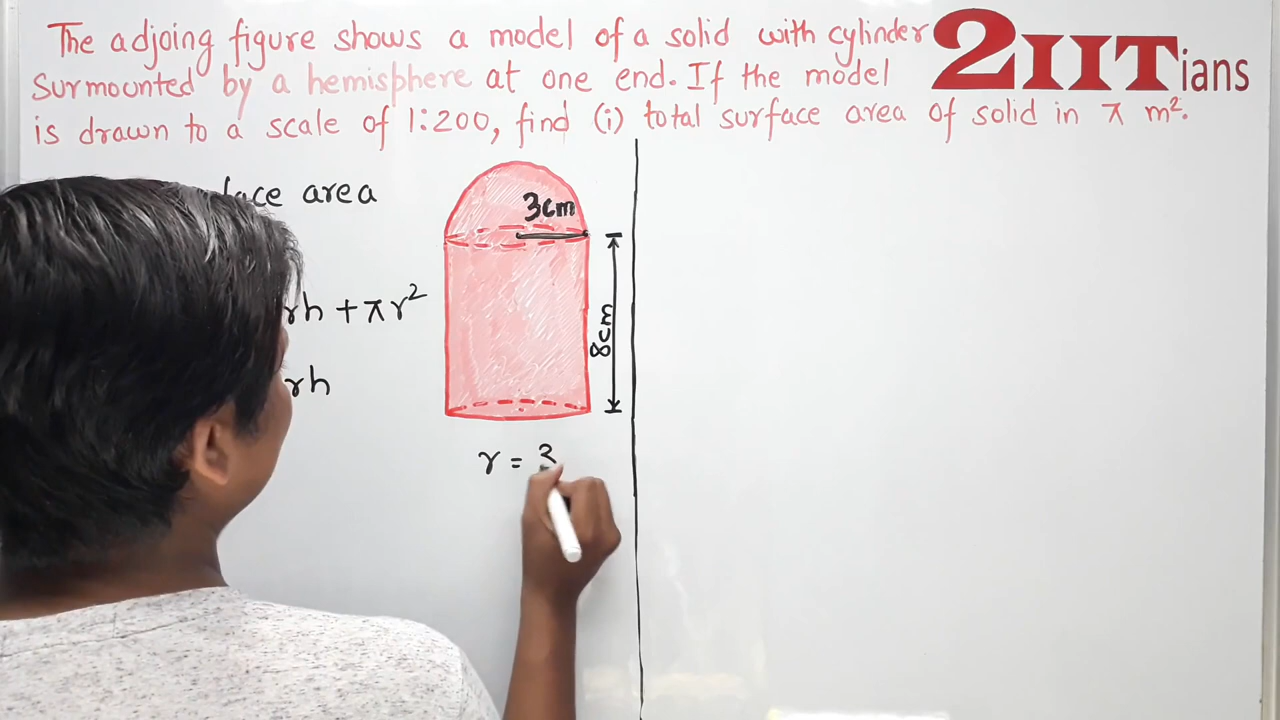 The adjoing figure shows a model of a solid with cylinder
surmounted by a hemisphere at one end. If the model
is drawn to a scale of 1:200, find (i) total surface area of solid in π m².
2IITians
area
3cm
rh + πr²
8cm
rh
r = 3